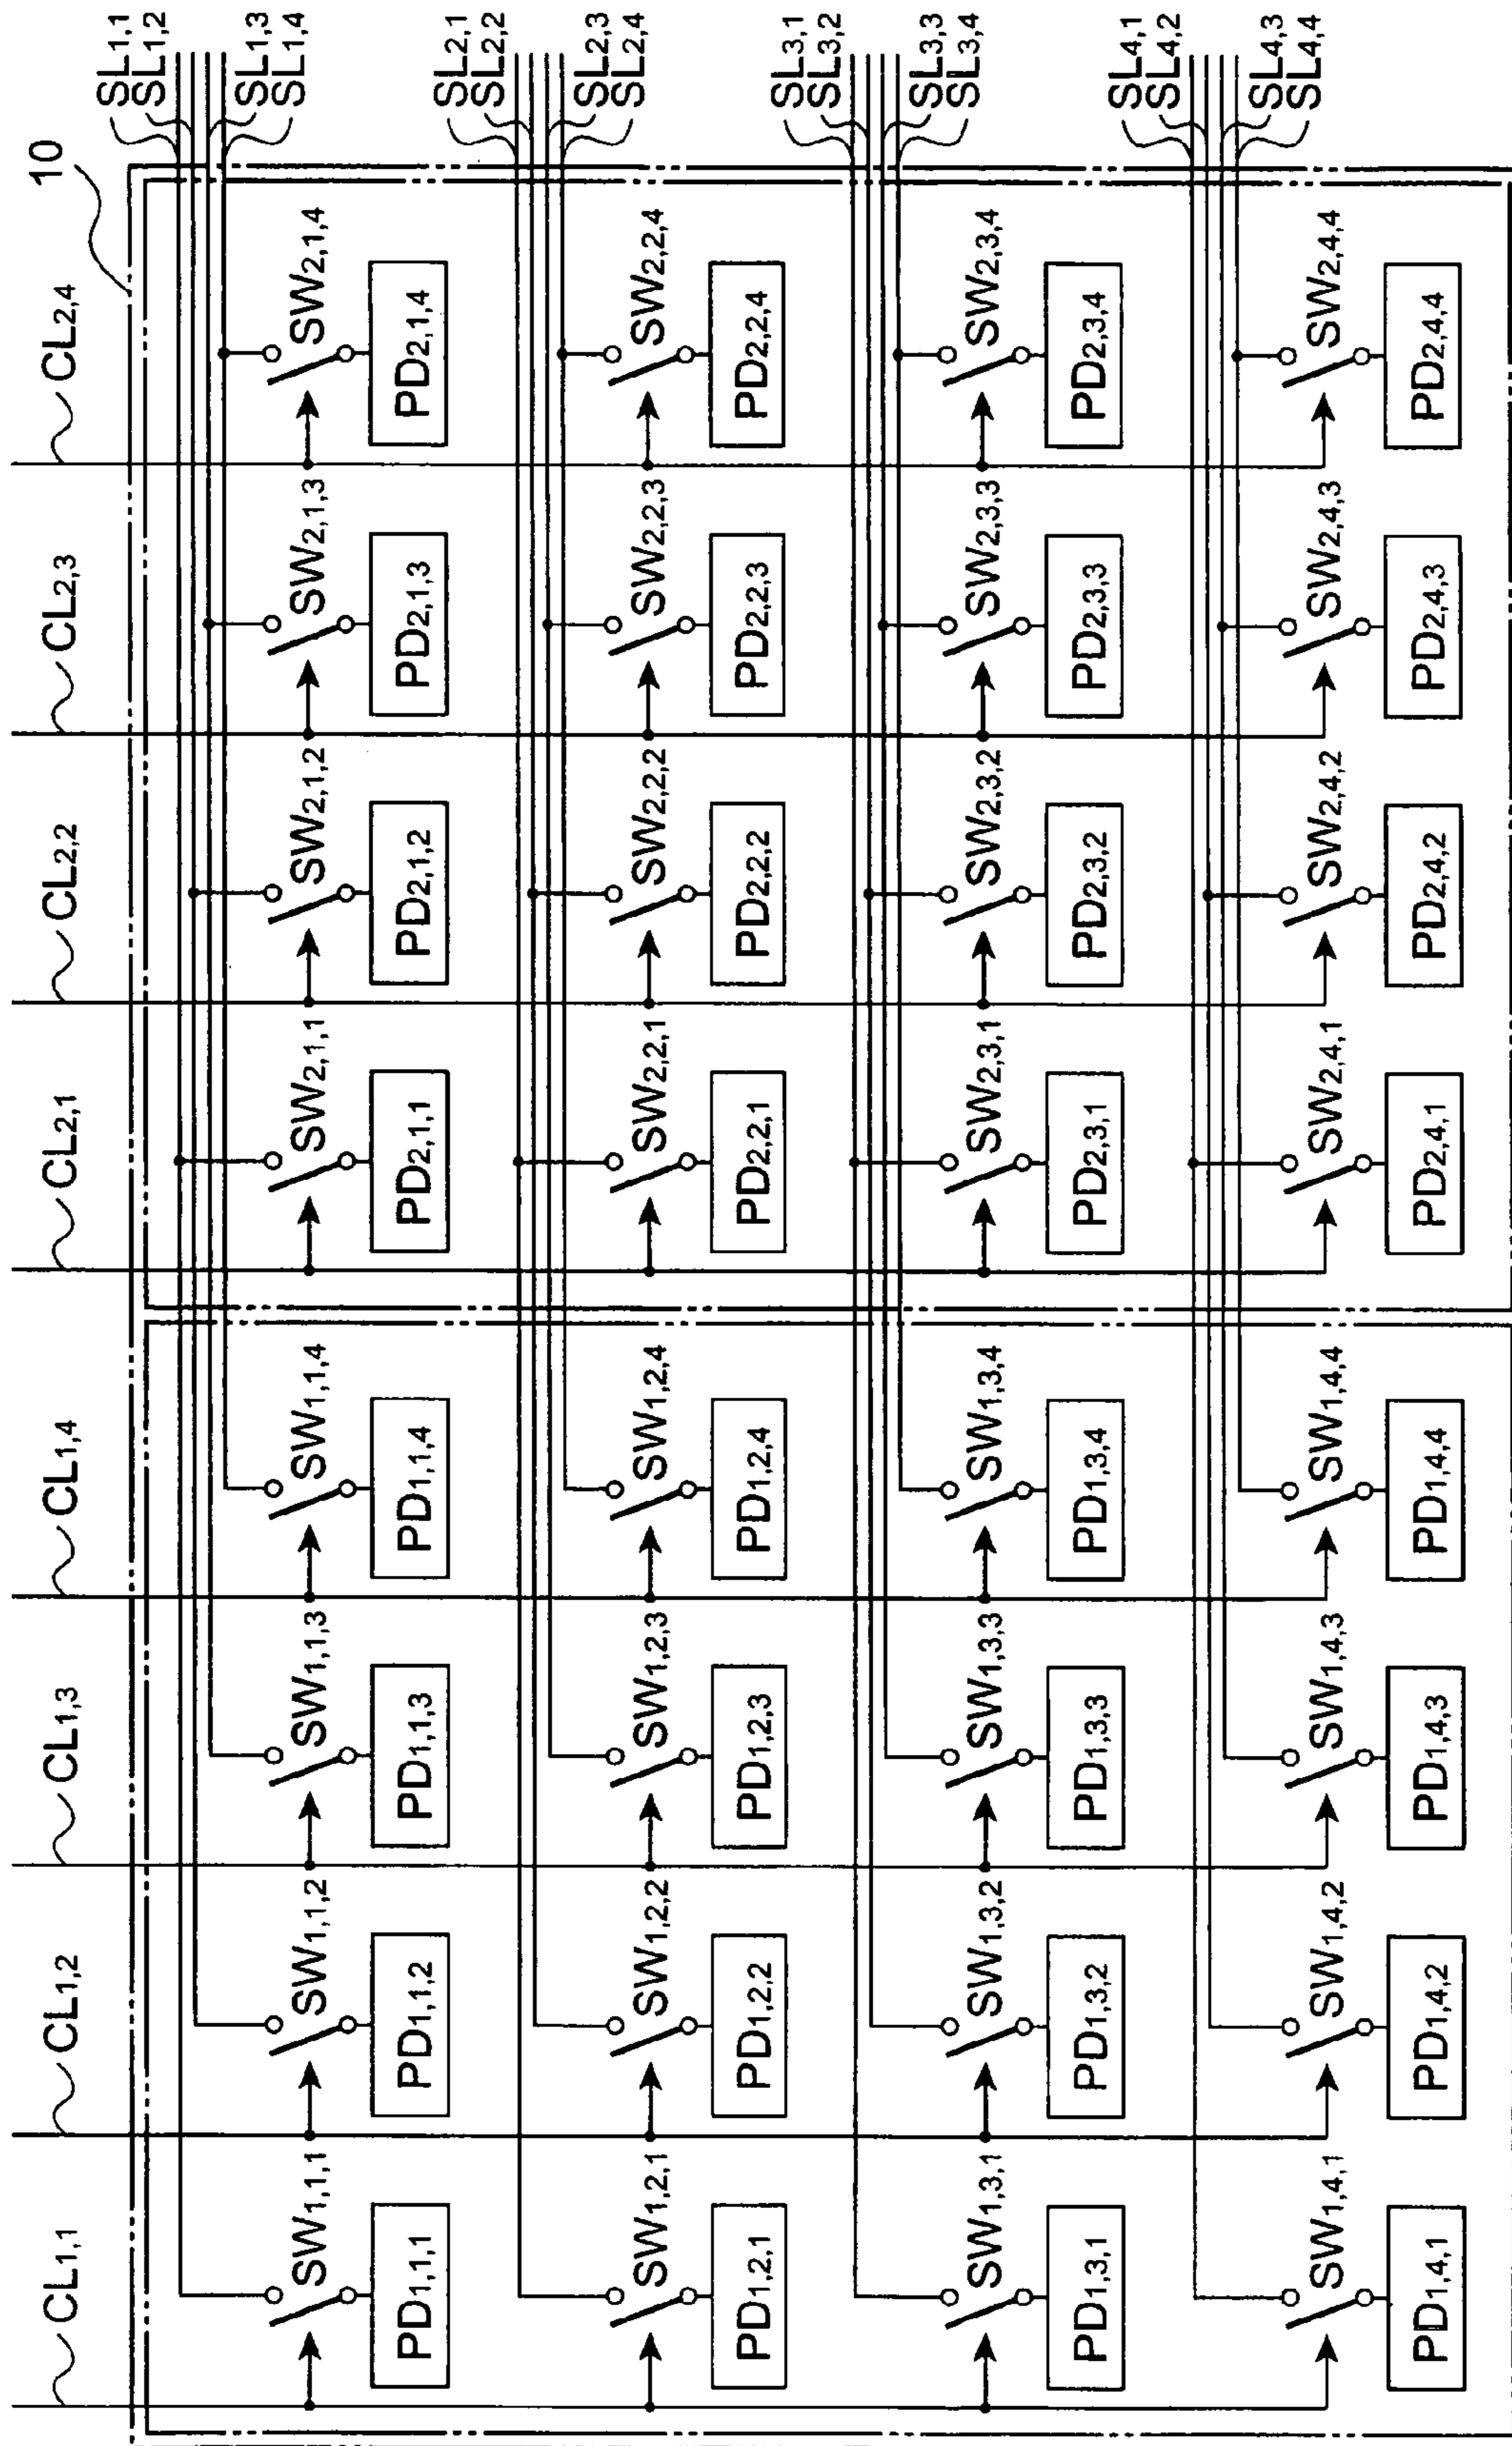 CL1,1 CL1,2 CL1,3 CL1,4 CL2,1 CL2,2 CL2,3 CL2,4
10
SL1,1
SL1,2
SL1,3
SL1,4
SW1,1,1 SW1,1,2 SW1,1,3 SW1,1,4 SW2,1,1 SW2,1,2 SW2,1,3 SW2,1,4
PD1,1,1 PD1,1,2 PD1,1,3 PD1,1,4 PD2,1,1 PD2,1,2 PD2,1,3 PD2,1,4
SL2,1
SL2,2
SL2,3
SL2,4
SW1,2,1 SW1,2,2 SW1,2,3 SW1,2,4 SW2,2,1 SW2,2,2 SW2,2,3 SW2,2,4
PD1,2,1 PD1,2,2 PD1,2,3 PD1,2,4 PD2,2,1 PD2,2,2 PD2,2,3 PD2,2,4
SL3,1
SL3,2
SL3,3
SL3,4
SW1,3,1 SW1,3,2 SW1,3,3 SW1,3,4 SW2,3,1 SW2,3,2 SW2,3,3 SW2,3,4
PD1,3,1 PD1,3,2 PD1,3,3 PD1,3,4 PD2,3,1 PD2,3,2 PD2,3,3 PD2,3,4
SL4,1
SL4,2
SL4,3
SL4,4
SW1,4,1 SW1,4,2 SW1,4,3 SW1,4,4 SW2,4,1 SW2,4,2 SW2,4,3 SW2,4,4
PD1,4,1 PD1,4,2 PD1,4,3 PD1,4,4 PD2,4,1 PD2,4,2 PD2,4,3 PD2,4,4